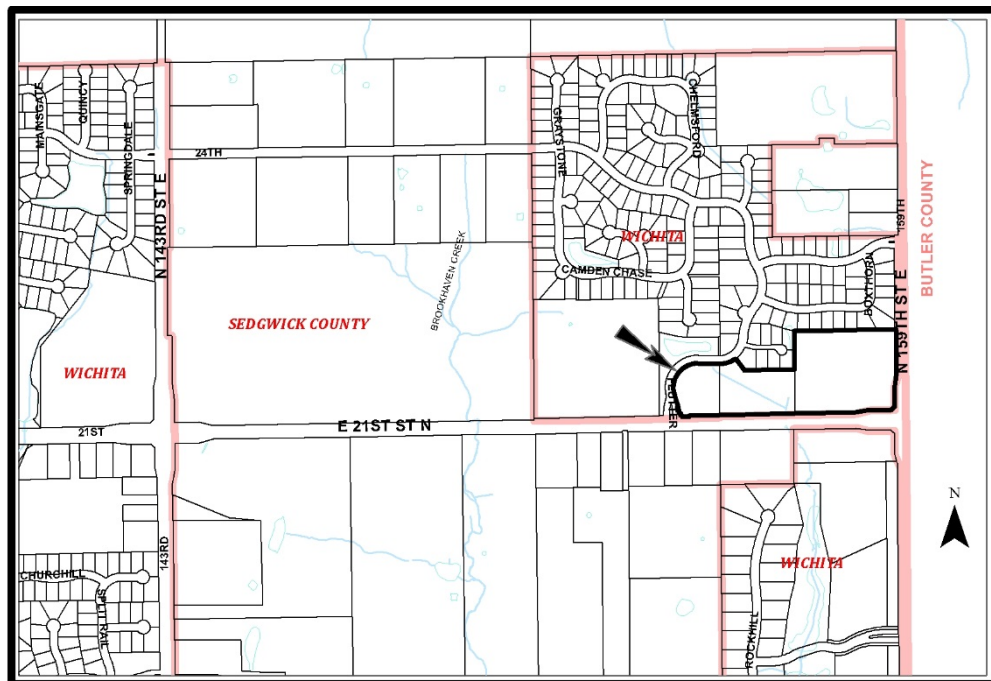 MAINSGATE
QUINCY
SPRINGDALE
24TH
N 143RD ST E
GRAYSTONE
CHELMSFORD
WICHITA
CAMDEN CHASE
159TH
BUTLER COUNTY
BOXTHORN
N 159TH ST E
BROOKHAVEN CREEK
SEDGWICK COUNTY
WICHITA
21ST
E 21ST ST N
N
143RD
CHURCHILL
SPLIT RAIL
WICHITA
ROCKHILL